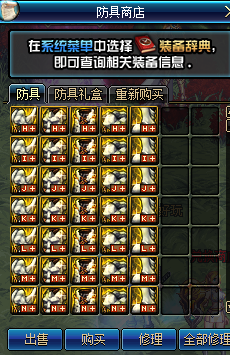 防具商店
在系统菜单中选择 装备辞典，
即可查询相关装备信息 .
防具 防具礼盒 重新购买
H+ H+ H+ H+ H+
I+ I+ I+ I+ I+
J+ J+ J+ J+ J+
K+ K+ K+ K+ K+
L+ L+ L+ L+ L+
M+ M+ M+ M+ M+
N+ N+ N+ N+ N+
出售 购买 修理 全部修理